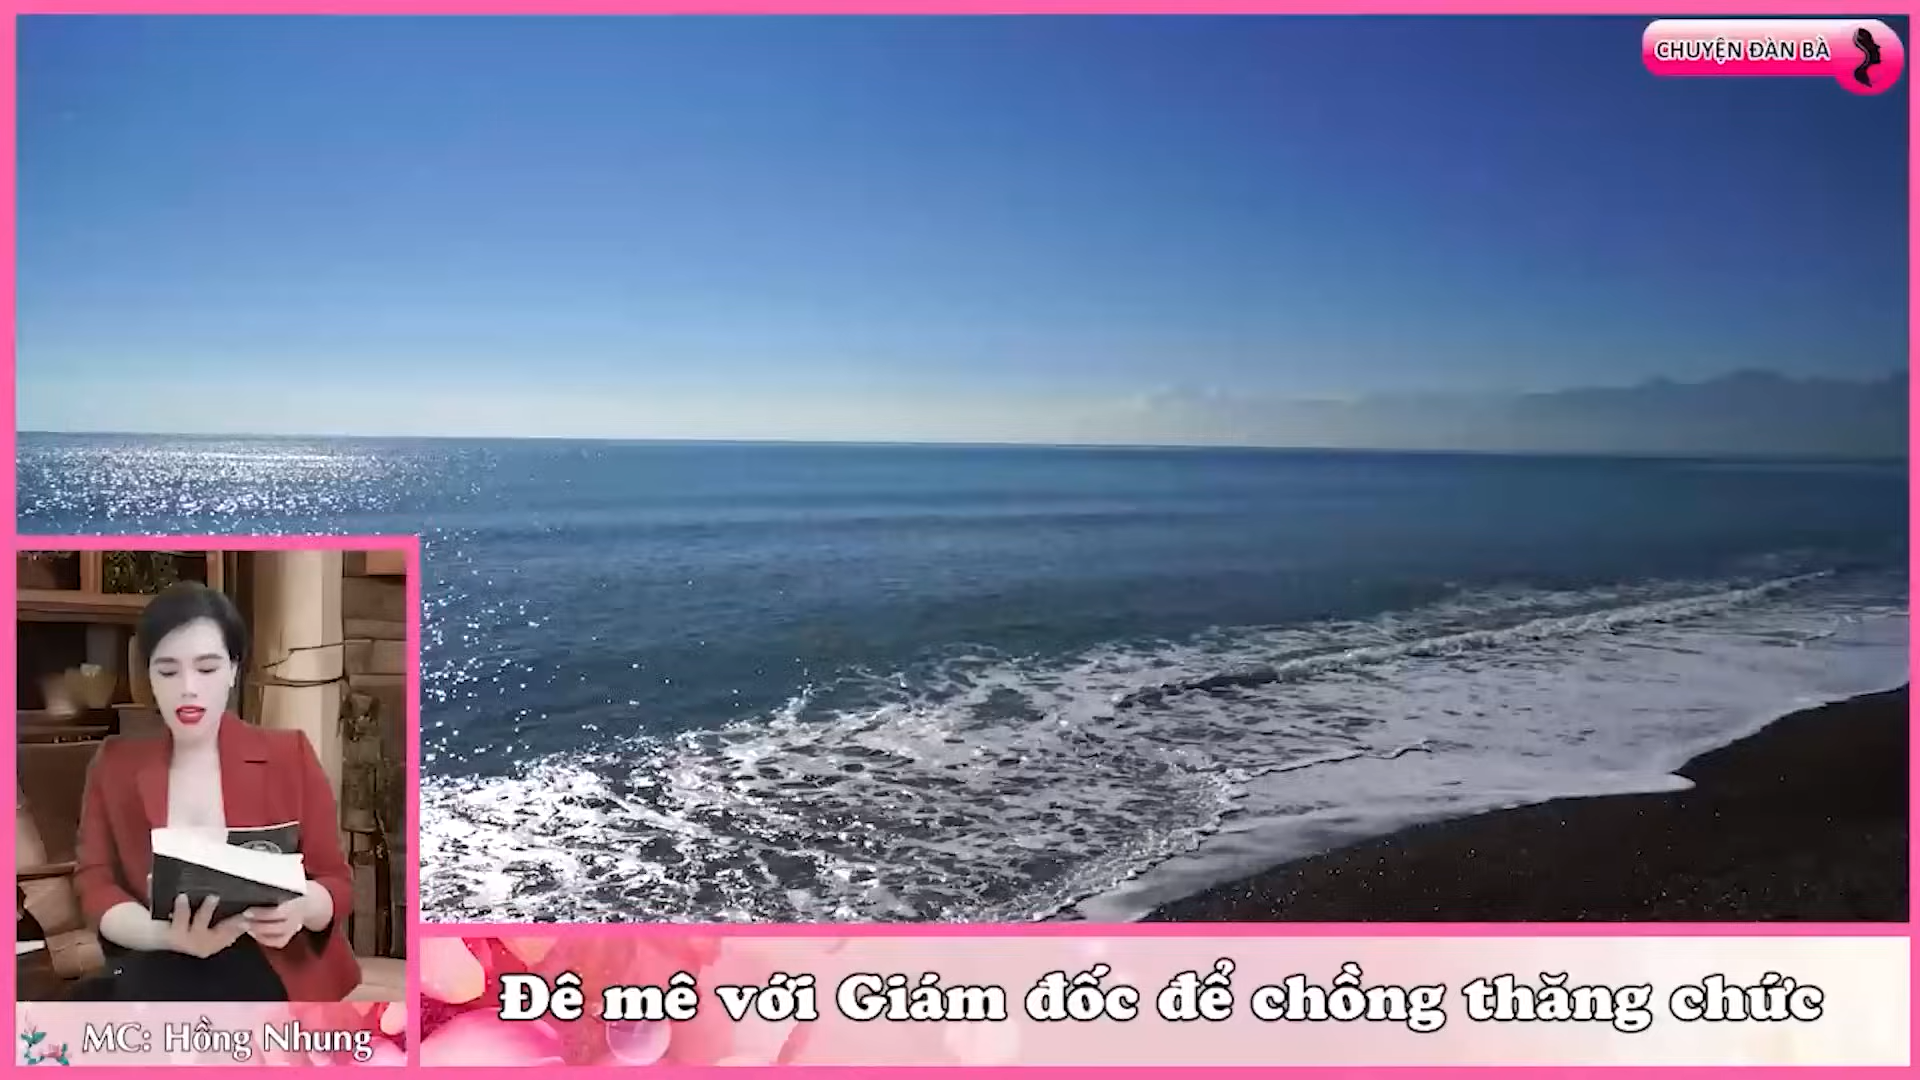 CHUYỆN ĐÀN BÀ
Đê mê với Giám đốc để chồng thăng chức
MC: Hồng Nhung